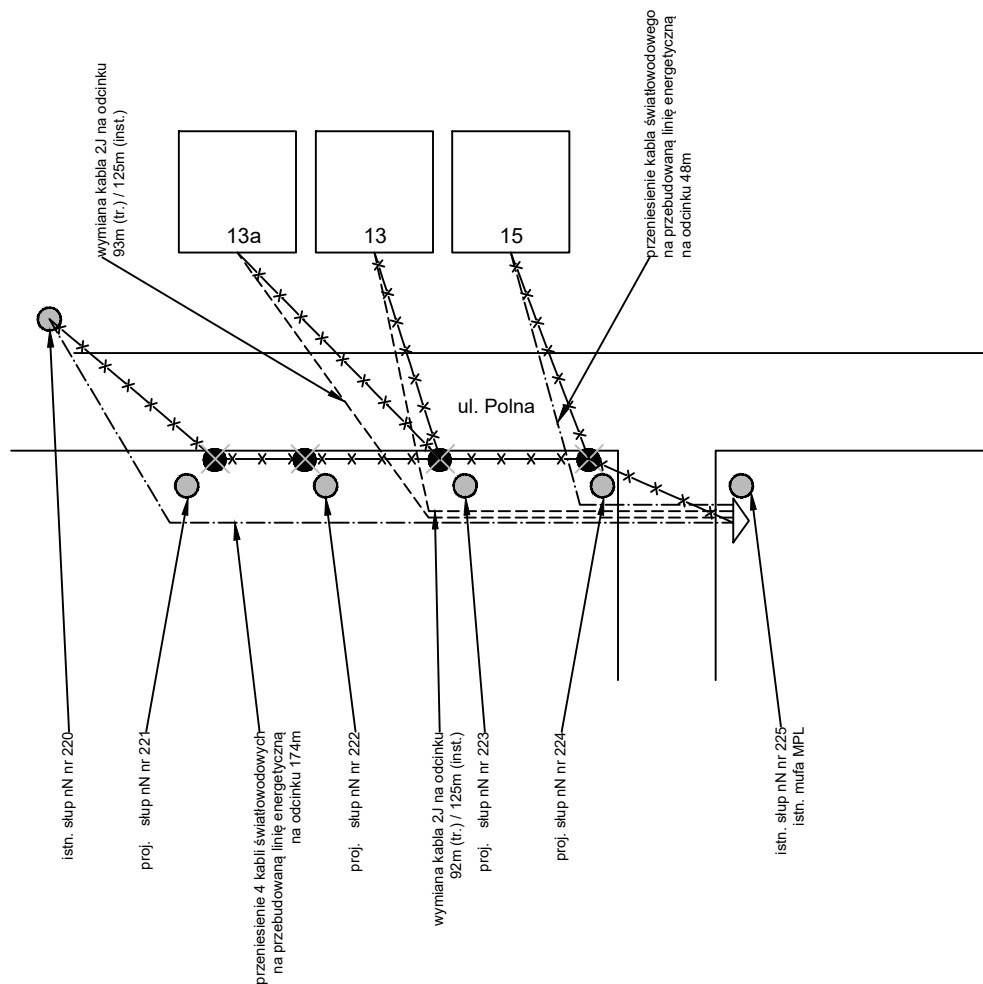 wymiana kabla 2J na odcinku
93m (tr.) / 125m (inst.)
przeniesienie kabla światłowodowego
na przebudowaną linię energetyczną
na odcinku 48m
13a
13
15
ul. Polna
istn. słup nN nr 220
proj. słup nN nr 221
przeniesienie 4 kabli światłowodowych
na przebudowaną linię energetyczną
na odcinku 174m
proj. słup nN nr 222
wymiana kabla 2J na odcinku
92m (tr.) / 125m (inst.)
proj. słup nN nr 223
proj. słup nN nr 224
istn. słup nN nr 225
istn. mufa MPL